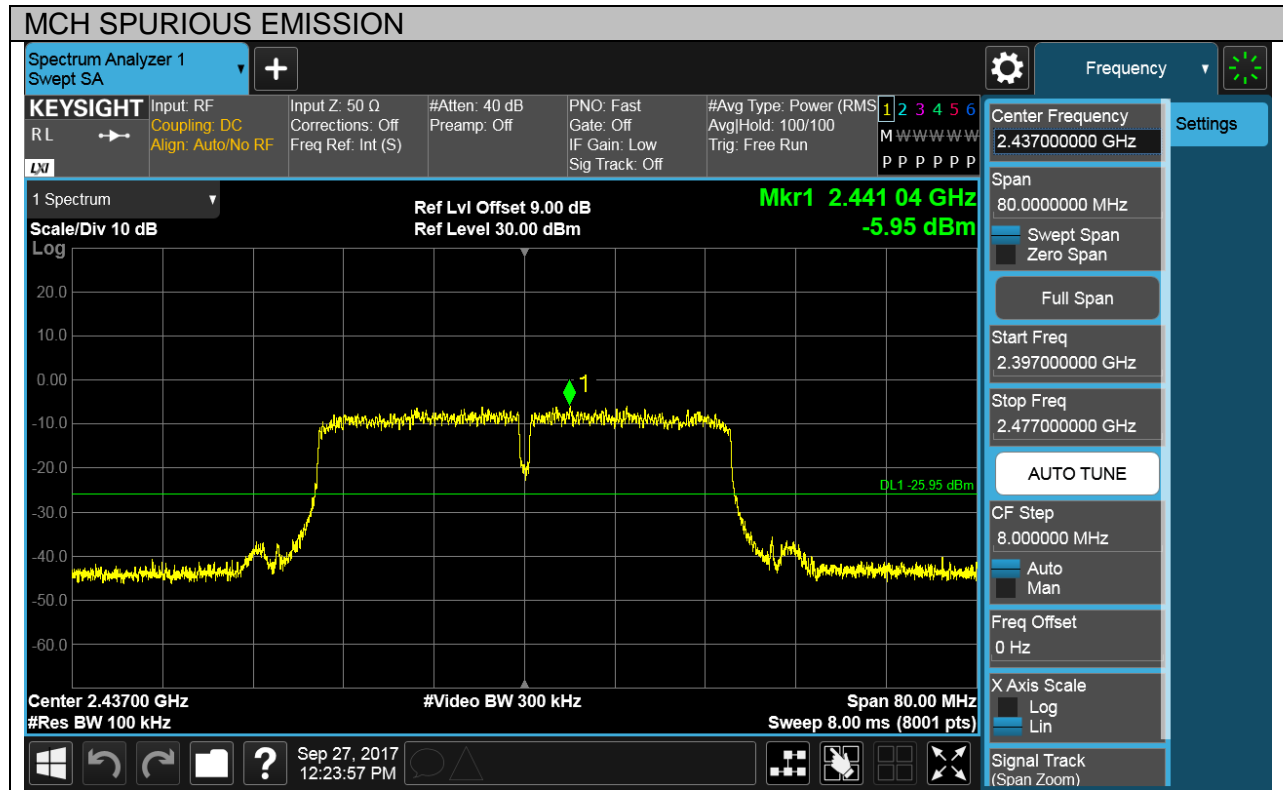 MCH SPURIOUS EMISSION
Spectrum Analyzer 1
Swept SA
+
Frequency
KEYSIGHT
R L
LXI
Input: RF
Coupling: DC
Align: Auto/No RF
Input Z: 50 Ω
Corrections: Off
Freq Ref: Int (S)
#Atten: 40 dB
Preamp: Off
PNO: Fast
Gate: Off
IF Gain: Low
Sig Track: Off
#Avg Type: Power (RMS
Avg|Hold: 100/100
Trig: Free Run
1 2 3 4 5 6
M W W W W W
P P P P P P
1 Spectrum
Scale/Div 10 dB
Log
Ref Lvl Offset 9.00 dB
Ref Level 30.00 dBm
Mkr1 2.441 04 GHz
-5.95 dBm
20.0
10.0
0.00
-10.0
-20.0
-30.0
-40.0
-50.0
-60.0
1
DL1 -25.95 dBm
Center 2.43700 GHz
#Res BW 100 kHz
#Video BW 300 kHz
Span 80.00 MHz
Sweep 8.00 ms (8001 pts)
Center Frequency
2.437000000 GHz
Settings
Span
80.0000000 MHz
Swept Span
Zero Span
Full Span
Start Freq
2.397000000 GHz
Stop Freq
2.477000000 GHz
AUTO TUNE
CF Step
8.000000 MHz
Auto
Man
Freq Offset
0 Hz
X Axis Scale
Log
Lin
Signal Track
(Span Zoom)
?
Sep 27, 2017
12:23:57 PM